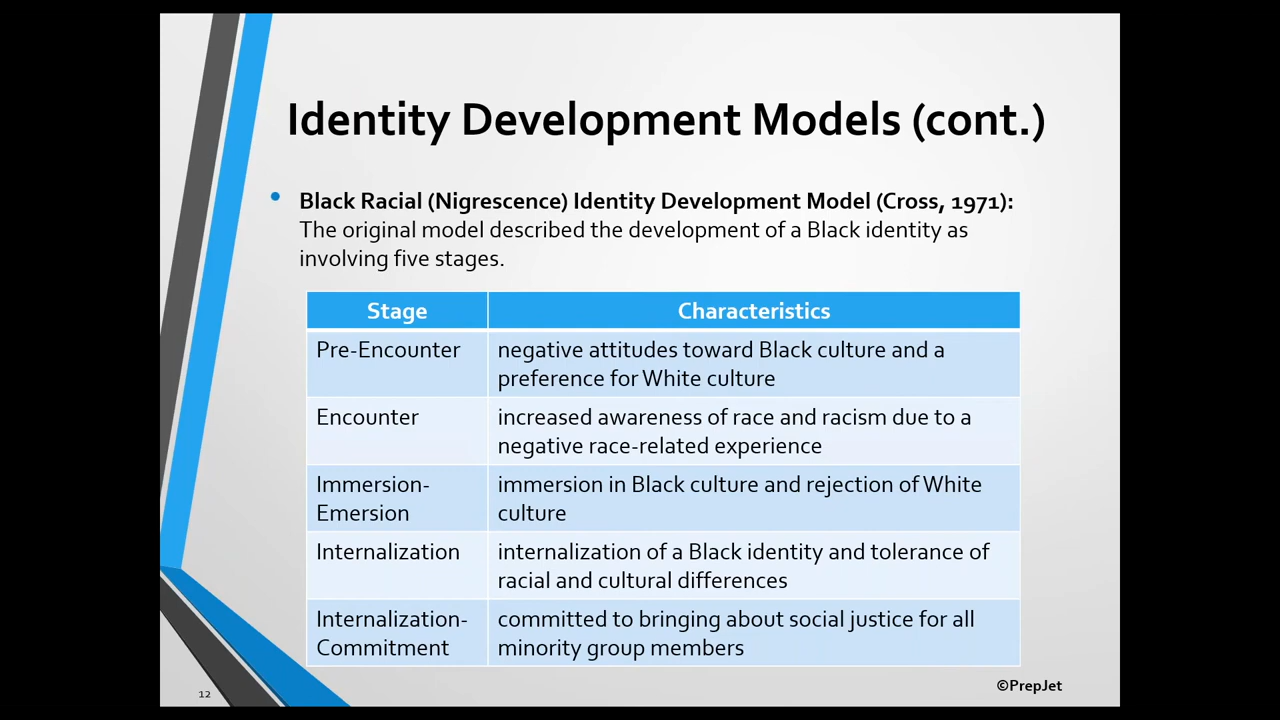 Identity Development Models (cont.)
• Black Racial (Nigrescence) Identity Development Model (Cross, 1971):
The original model described the development of a Black identity as
involving five stages.
Stage Characteristics
Pre-Encounter negative attitudes toward Black culture and a
preference for White culture
Encounter increased awareness of race and racism due to a
negative race-related experience
Immersion- immersion in Black culture and rejection of White
Emersion culture
Internalization internalization of a Black identity and tolerance of
racial and cultural differences
Internalization- committed to bringing about social justice for all
Commitment minority group members
©PrepJet
12